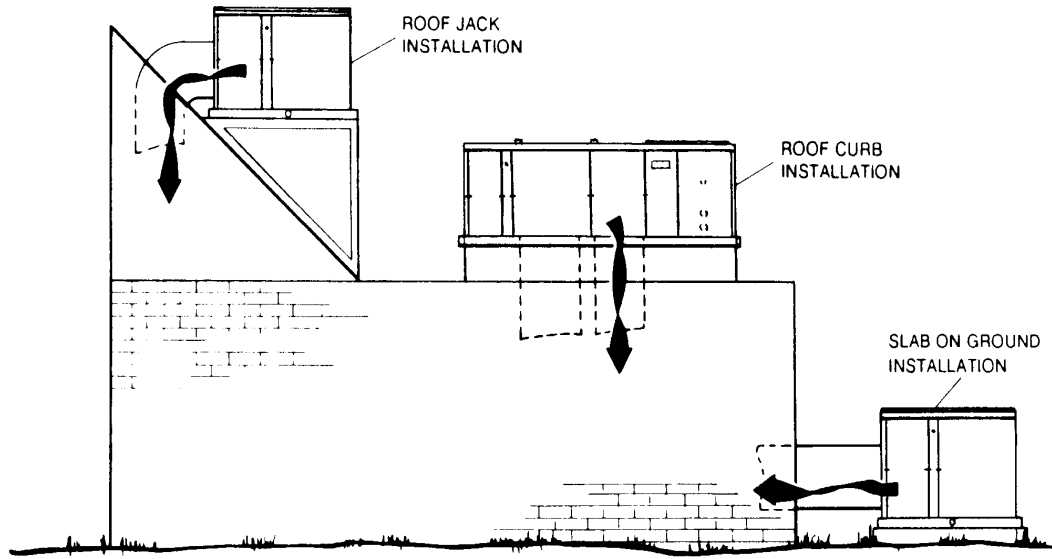 ROOF JACK
INSTALLATION
ROOF CURB
INSTALLATION
SLAB ON GROUND
INSTALLATION